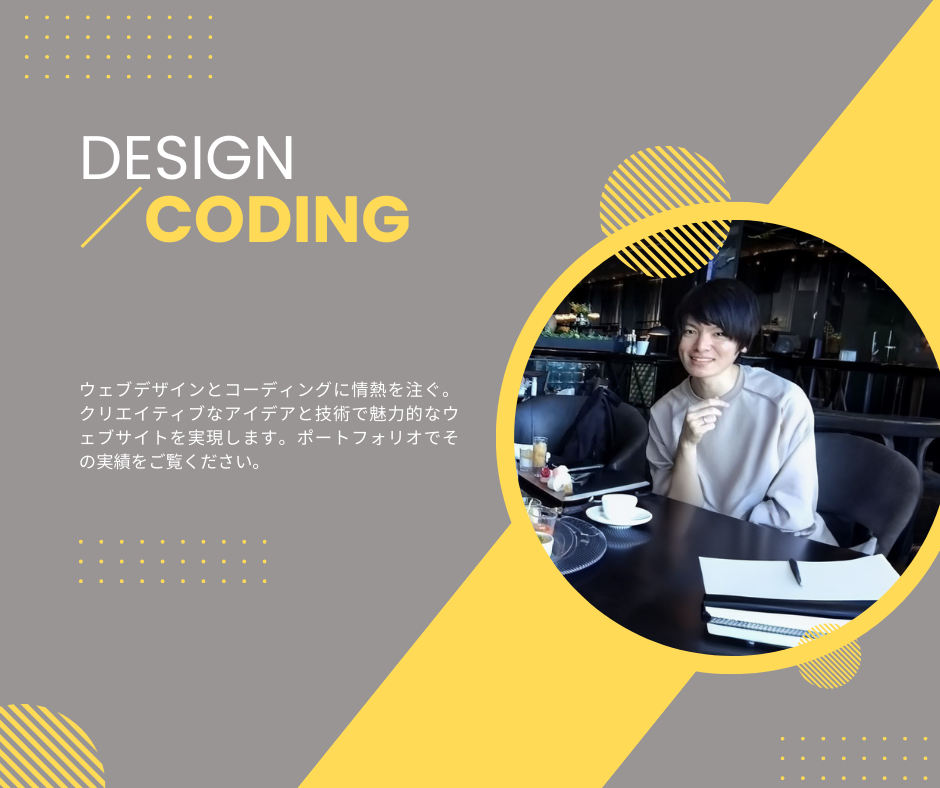 DESIGN
CODING
ウェブデザインとコーディングに情熱を注ぐ。
クリエイティブなアイデアと技術で魅力的なウ
ェブサイトを実現します。ポートフォリオでそ
の実績をご覧ください。